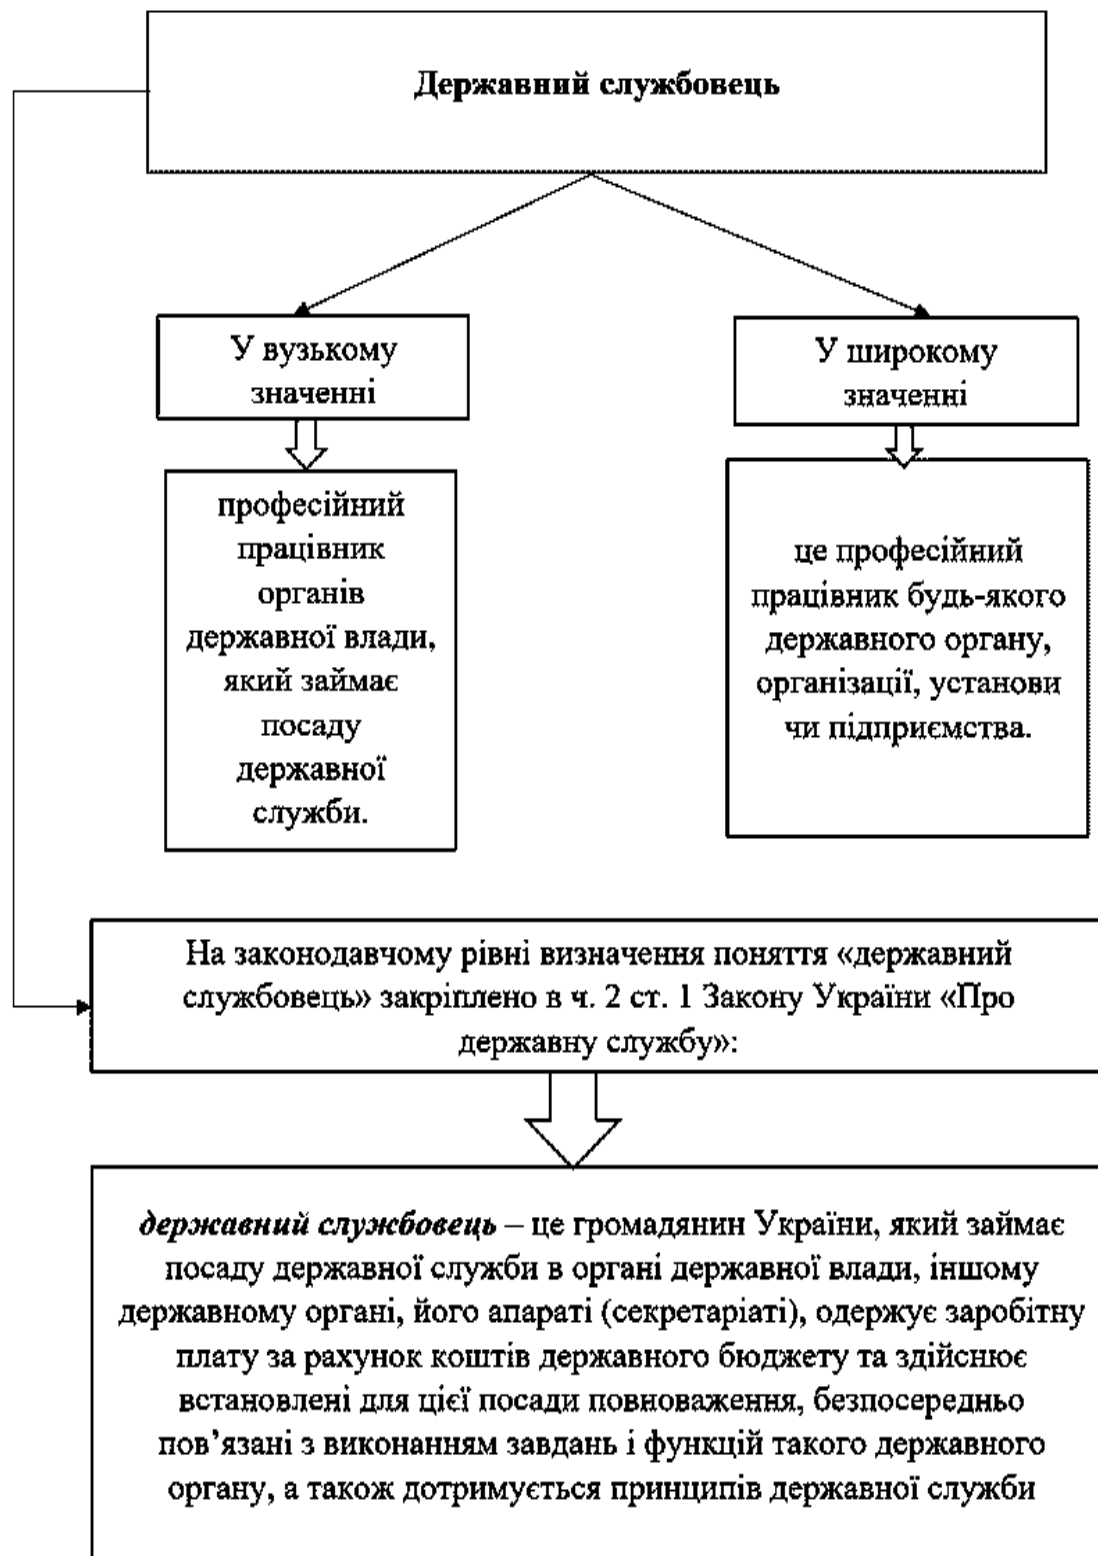 Державний службовець
У вузькому
значенні
професійний
працівник
органів
державної влади,
який займає
посаду
державної
служби.
У широкому
значенні
це професійний
працівник будь-якого
державного органу,
організації, установи
чи підприємства.
На законодавчому рівні визначення поняття «державний
службовець» закріплено в ч. 2 ст. 1 Закону України «Про
державну службу»:
державний службовець – це громадянин України, який займає
посаду державної служби в органі державної влади, іншому
державному органі, його апараті (секретаріаті), одержує заробітну
плату за рахунок коштів державного бюджету та здійснює
встановлені для цієї посади повноваження, безпосередньо
пов’язані з виконанням завдань і функцій такого державного
органу, а також дотримується принципів державної служби